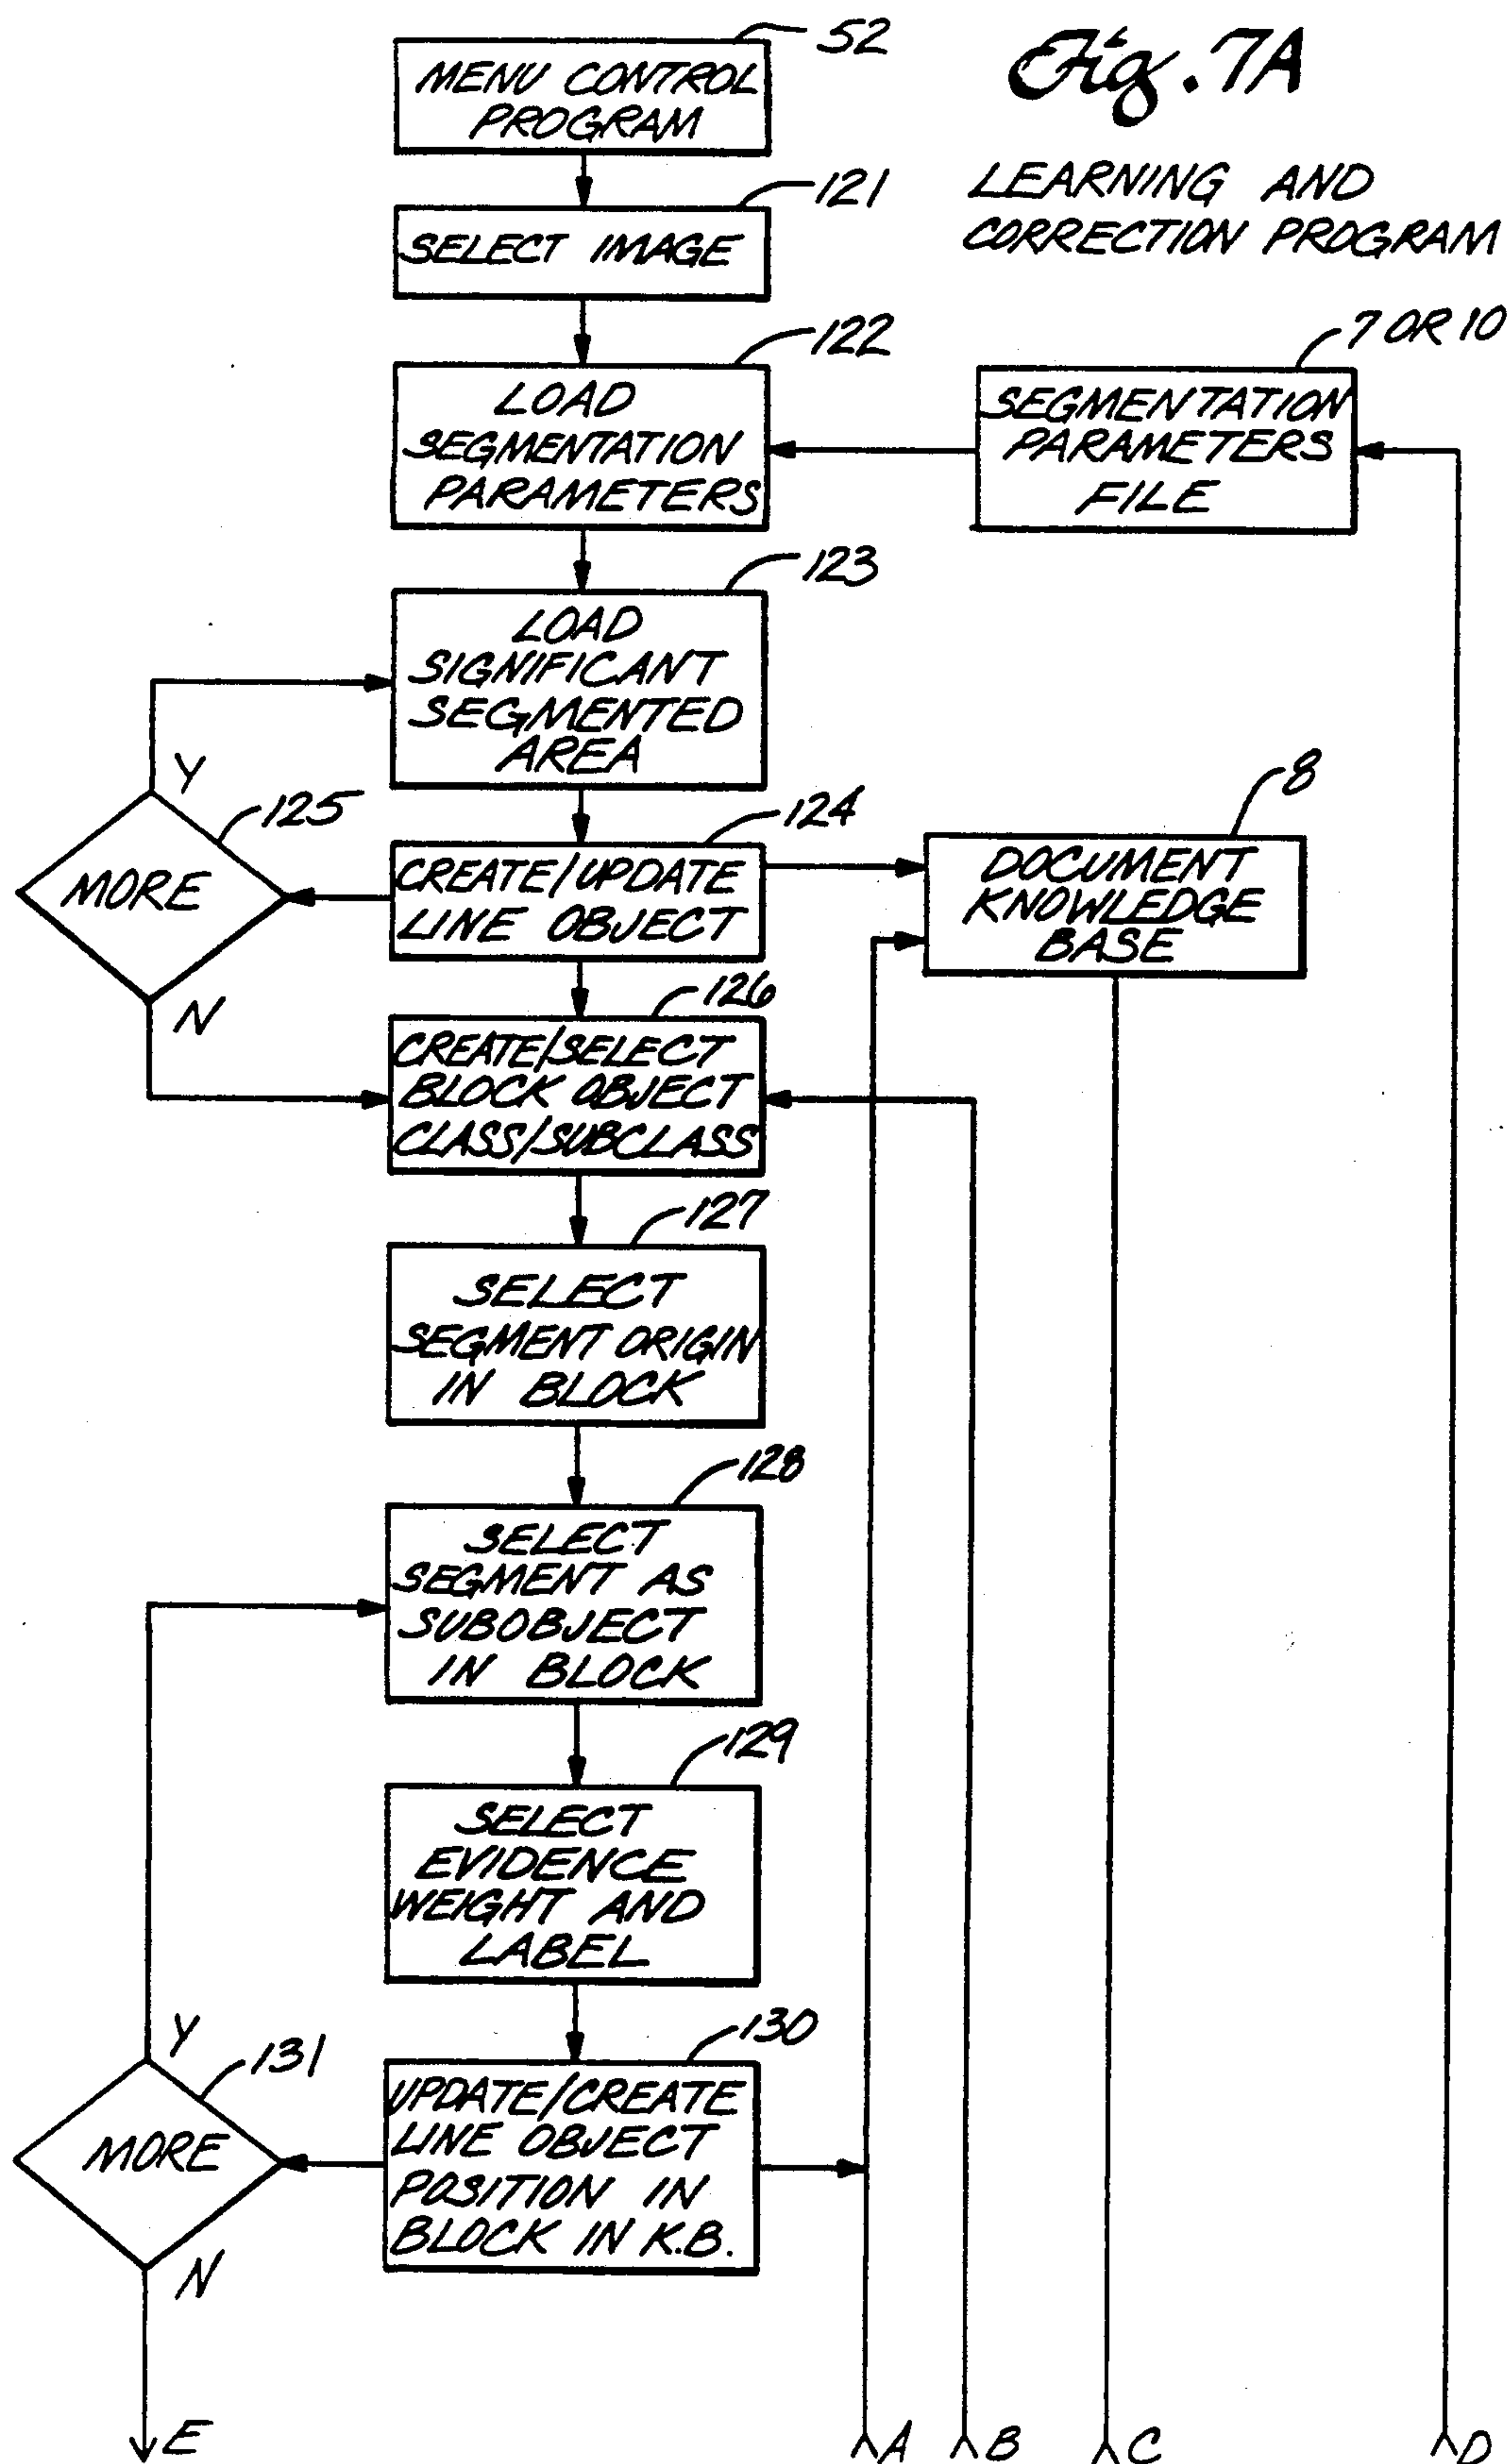 Fig. 7A
LEARNING AND
CORRECTION PROGRAM
52
MENU CONTROL
PROGRAM
121
SELECT IMAGE
122
LOAD
SEGMENTATION
PARAMETERS
7 OR 10
SEGMENTATION
PARAMETERS
FILE
123
LOAD
SIGNIFICANT
SEGMENTED
AREA
Y
125
MORE
N
124
CREATE/UPDATE
LINE OBJECT
8
DOCUMENT
KNOWLEDGE
BASE
126
CREATE/SELECT
BLOCK OBJECT
CLASS/SUBCLASS
127
SELECT
SEGMENT ORIGIN
IN BLOCK
128
SELECT
SEGMENT AS
SUBOBJECT
IN BLOCK
129
SELECT
EVIDENCE
WEIGHT AND
LABEL
130
UPDATE/CREATE
LINE OBJECT
POSITION IN
BLOCK IN K.B.
Y
131
MORE
N
E
A
B
C
D